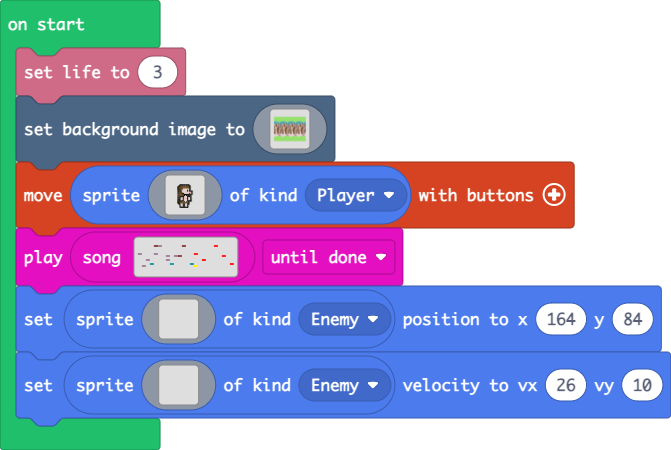 on start
set life to 3
set background image to
move sprite of kind Player with buttons
play song until done
set sprite of kind Enemy position to x 164 y 84
set sprite of kind Enemy velocity to vx 26 vy 10